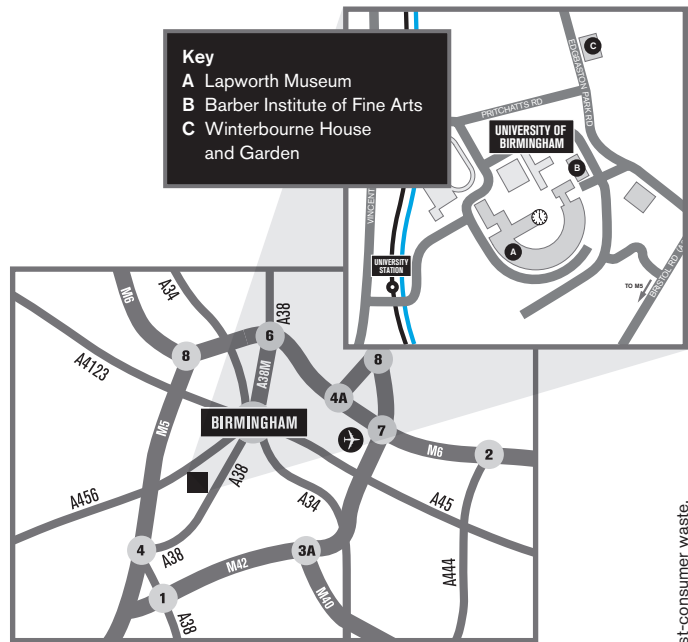 Key
A Lapworth Museum
B Barber Institute of Fine Arts
C Winterbourne House
and Garden
C
EDGBASTON PARK RD
PRITCHATTS RD
UNIVERSITY OF
BIRMINGHAM
B
VINCENT
A
UNIVERSITY
STATION
TO M5
BRISTOL RD (A
M6
A34
A38
6
8
8
A4123
A38M
4A
BIRMINGHAM
7
M5
M6
2
A456
A38
A34
A45
4
A38
3A
M42
A444
1
M40
A38
st-consumer waste.